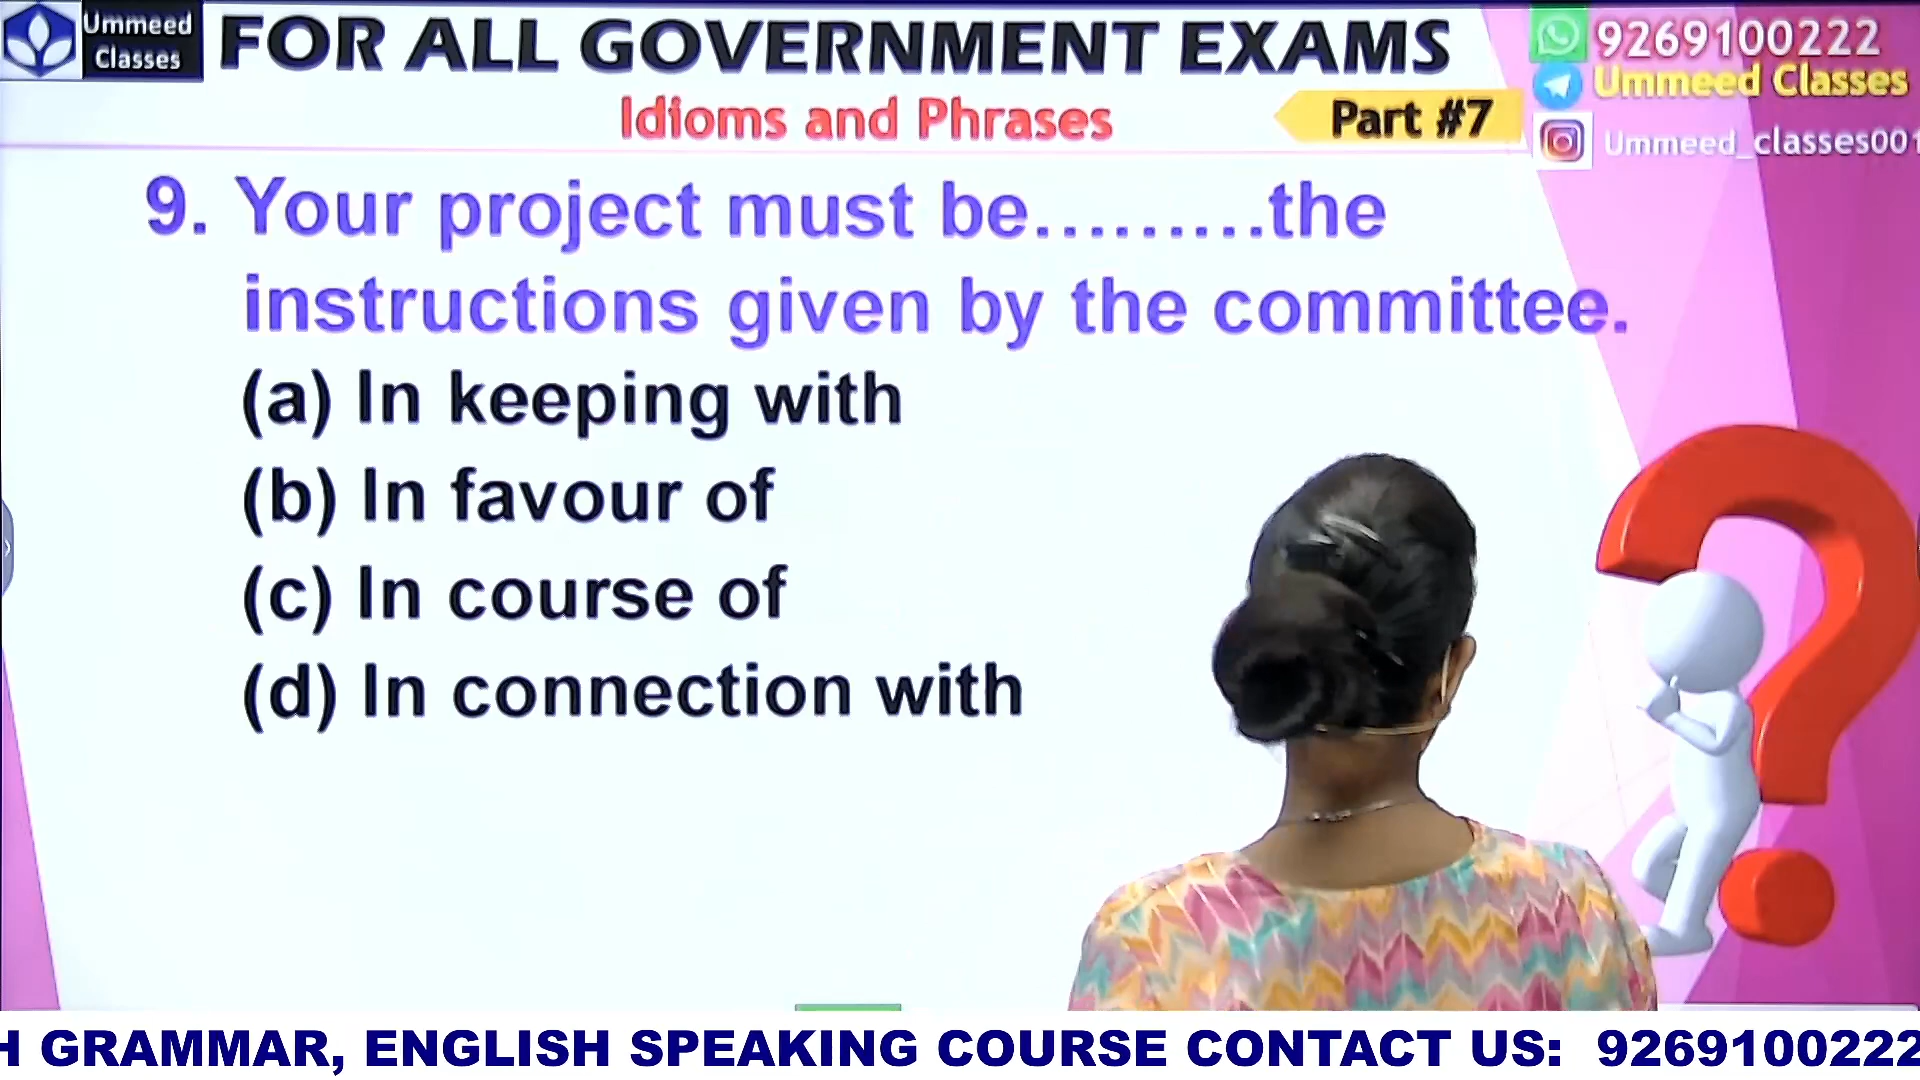 Ummeed
Classes
FOR ALL GOVERNMENT EXAMS
9269100222
Ummeed Classes
Idioms and Phrases
Part #7
Ummeed_classes001
9. Your project must be.........the
instructions given by the committee.
(a) In keeping with
(b) In favour of
(c) In course of
(d) In connection with
H GRAMMAR, ENGLISH SPEAKING COURSE CONTACT US: 9269100222